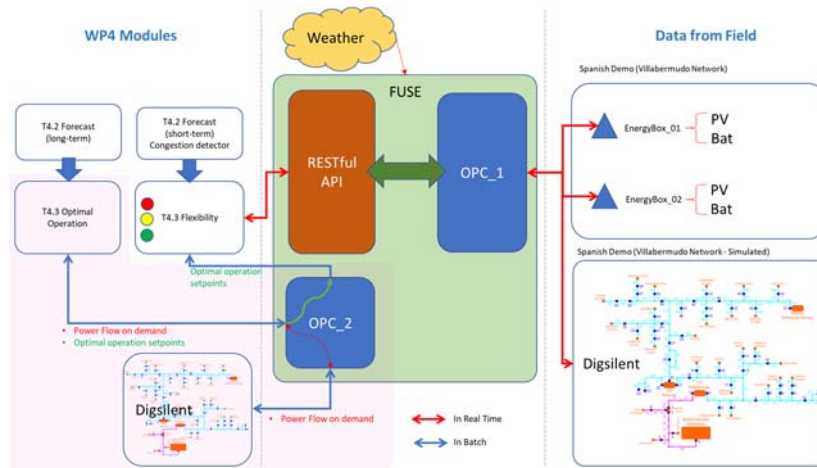 WP4 Modules
Weather
Data from Field
Spanish Demo (Villabermudo Network)
FUSE
T4.2 Forecast
(long-term)
T4.2 Forecast
(short-term)
Congestion detector
RESTful
API
OPC_1
EnergyBox_01
PV
Bat
EnergyBox_02
PV
Bat
T4.3 Optimal
Operation
T4.3 Flexibility
Spanish Demo (Villabermudo Network - Simulated)
Optimal operation
setpoints
OPC_2
• Power Flow on demand
• Optimal operation setpoints
Digsilent
Digsilent
• Power Flow on demand
In Real Time
In Batch